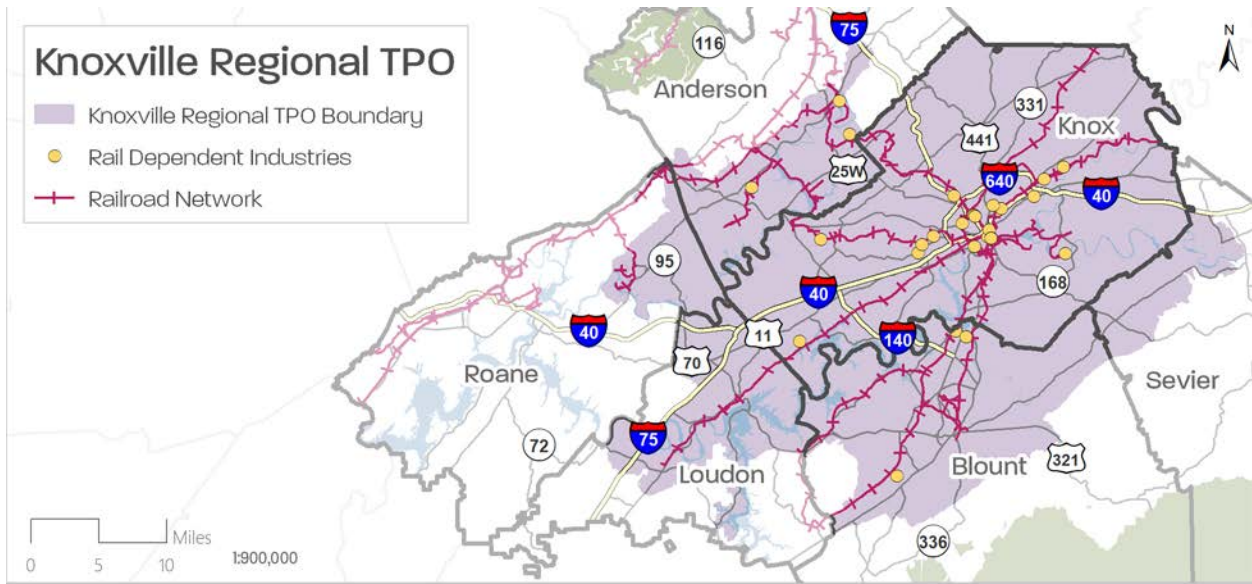 Knoxville Regional TPO
Knoxville Regional TPO Boundary
Rail Dependent Industries
Railroad Network
N
75
116
Anderson
331
441
Knox
25W
640
40
95
168
40
11
40
140
70
Roane
Sevier
75
72
Loudon
Blount
321
336
Miles
0 5 10
1:900,000